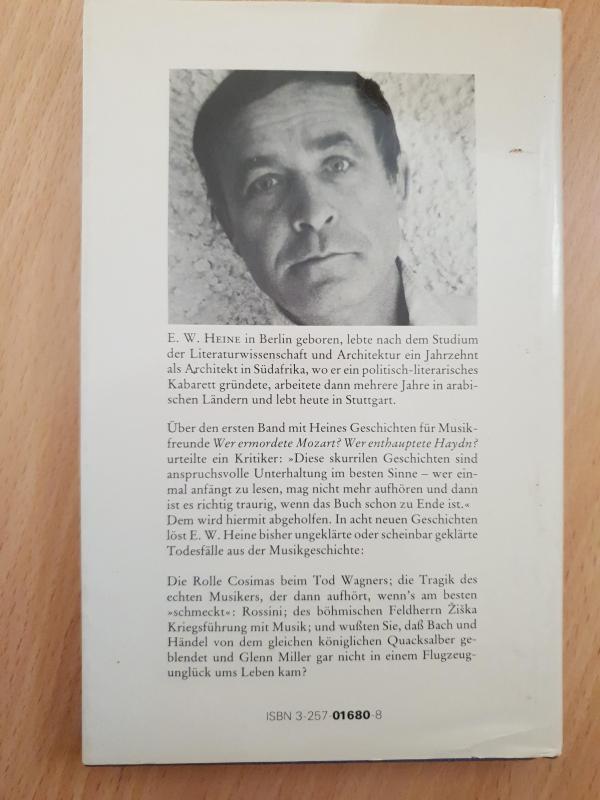 E. W. HEINE in Berlin geboren, lebte nach dem Studium
der Literaturwissenschaft und Architektur ein Jahrzehnt
als Architekt in Südafrika, wo er ein politisch-literarisches
Kabarett gründete, arbeitete dann mehrere Jahre in arabi-
schen Ländern und lebt heute in Stuttgart.
Über den ersten Band mit Heines Geschichten für Musik-
freunde Wer ermordete Mozart? Wer enthauptete Haydn?
urteilte ein Kritiker: »Diese skurrilen Geschichten sind
anspruchsvolle Unterhaltung im besten Sinne – wer ein-
mal anfängt zu lesen, mag nicht mehr aufhören und dann
ist es richtig traurig, wenn das Buch schon zu Ende ist.«
Dem wird hiermit abgeholfen. In acht neuen Geschichten
löst E. W. Heine bisher ungeklärte oder scheinbar geklärte
Todesfälle aus der Musikgeschichte:
Die Rolle Cosimas beim Tod Wagners; die Tragik des
echten Musikers, der dann aufhört, wenn's am besten
»schmeckt«: Rossini; des böhmischen Feldherrn Žiška
Kriegsführung mit Musik; und wußten Sie, daß Bach und
Händel von dem gleichen königlichen Quacksalber ge-
blendet und Glenn Miller gar nicht in einem Flugzeug-
unglück ums Leben kam?
ISBN 3-257-01680-8